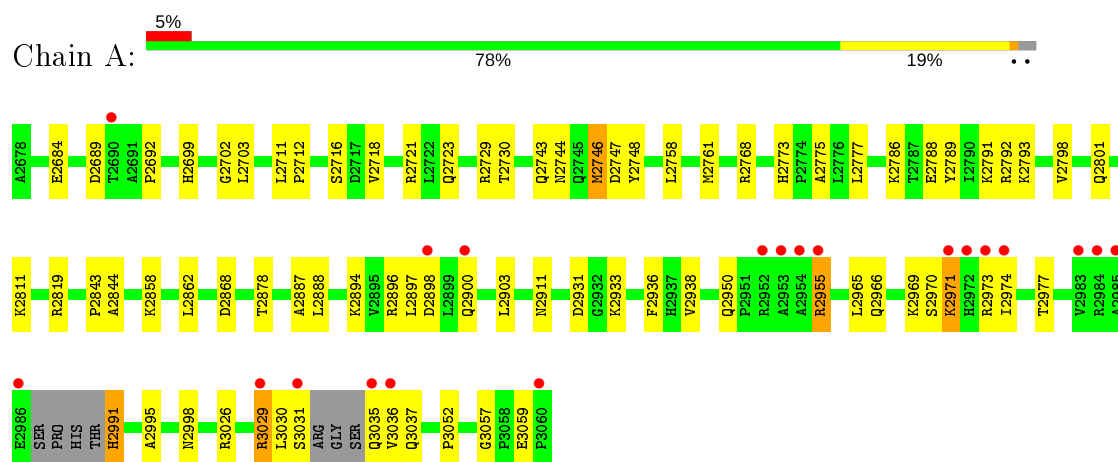 5%
Chain A:
78%
19%
A2678 E2684 D2689 T2690 A2691 P2692 H2699 G2702 L2703 L2711 P2712 S2716 D2717 V2718 R2721 L2722 Q2723 R2729 T2730 Q2743 N2744 Q2745 M2746 D2747 Y2748 L2758 M2761 R2768 H2773 P2774 A2775 L2776 L2777 K2786 T2787 E2788 Y2789 I2790 K2791 R2792 K2793 V2798 Q2801
K2811 R2819 P2843 A2844 K2858 L2862 D2868 T2878 A2887 L2888 K2894 V2895 R2896 L2897 D2898 L2899 Q2900 L2903 N2911 D2931 G2932 K2933 F2936 H2937 V2938 Q2950 P2951 R2952 A2953 A2954 R2955 L2965 Q2966 K2969 S2970 K2971 H2972 R2973 I2974 T2977 V2983 R2984 A2985
E2986 SER PRO HIS THR H2991 A2995 N2998 R3026 R3029 L3030 S3031 ARG GLY SER Q3035 V3036 Q3037 P3052 G3057 P3058 E3059 P3060